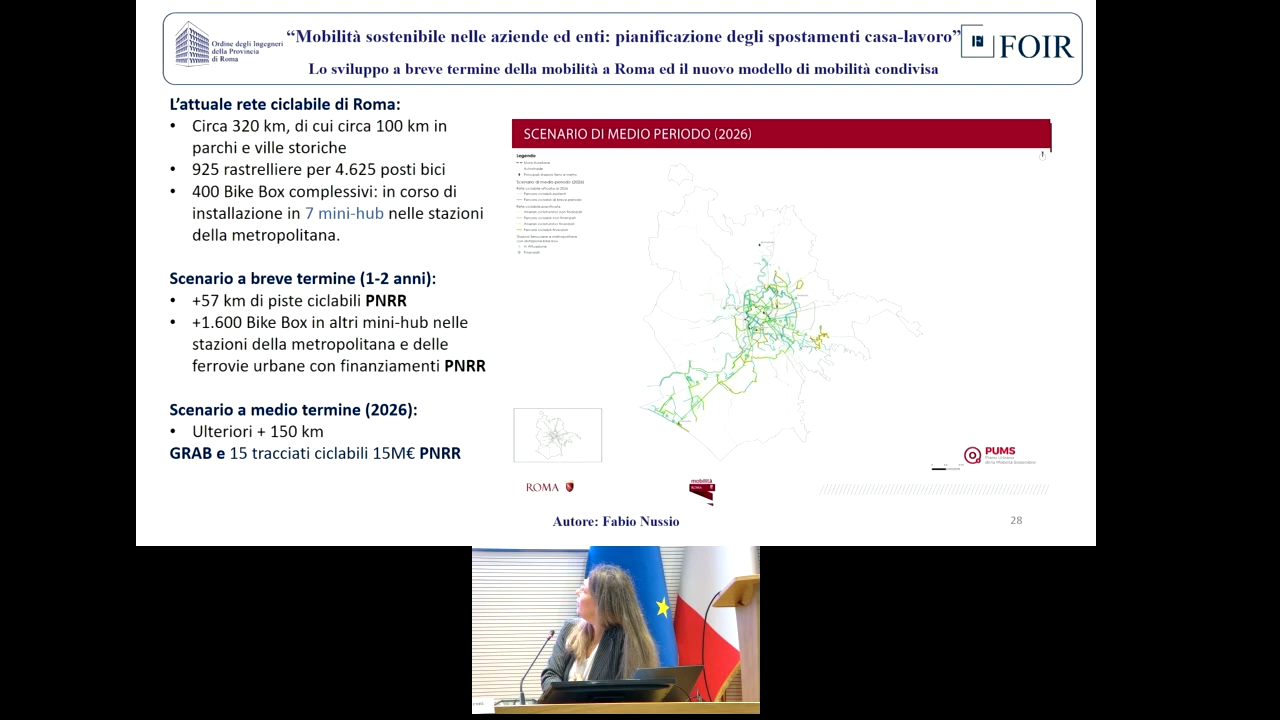 Ordine degli Ingegneri
della Provincia
di Roma
“Mobilità sostenibile nelle aziende ed enti: pianificazione degli spostamenti casa-lavoro”
Lo sviluppo a breve termine della mobilità a Roma ed il nuovo modello di mobilità condivisa
FOIR
L’attuale rete ciclabile di Roma:
• Circa 320 km, di cui circa 100 km in
parchi e ville storiche
• 925 rastrelliere per 4.625 posti bici
• 400 Bike Box complessivi: in corso di
installazione in 7 mini-hub nelle stazioni
della metropolitana.
Scenario a breve termine (1-2 anni):
• +57 km di piste ciclabili PNRR
• +1.600 Bike Box in altri mini-hub nelle
stazioni della metropolitana e delle
ferrovie urbane con finanziamenti PNRR
Scenario a medio termine (2026):
• Ulteriori + 150 km
GRAB e 15 tracciati ciclabili 15M€ PNRR
SCENARIO DI MEDIO PERIODO (2026)
Legenda
Scenario di medio periodo (2026)
PUMS
ROMA
mobilità
ROMA
Autore: Fabio Nussio
28